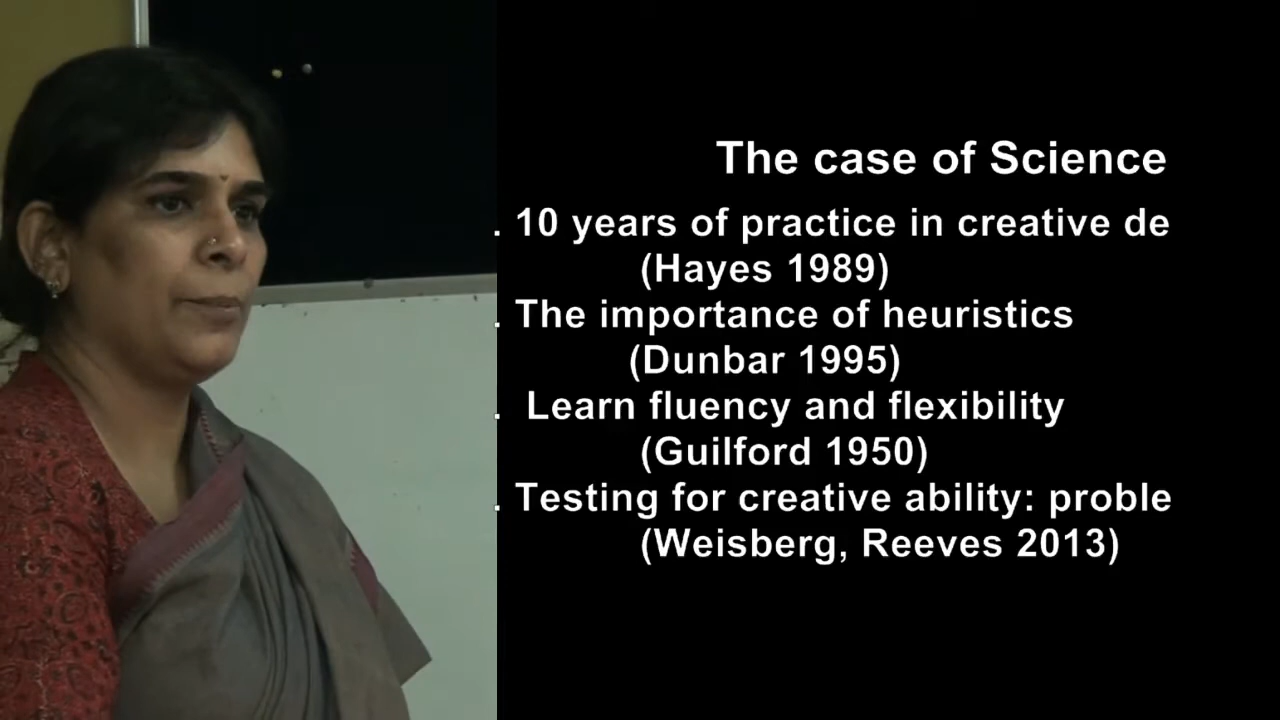 The case of Science
. 10 years of practice in creative de
(Hayes 1989)
. The importance of heuristics
(Dunbar 1995)
. Learn fluency and flexibility
(Guilford 1950)
. Testing for creative ability: proble
(Weisberg, Reeves 2013)